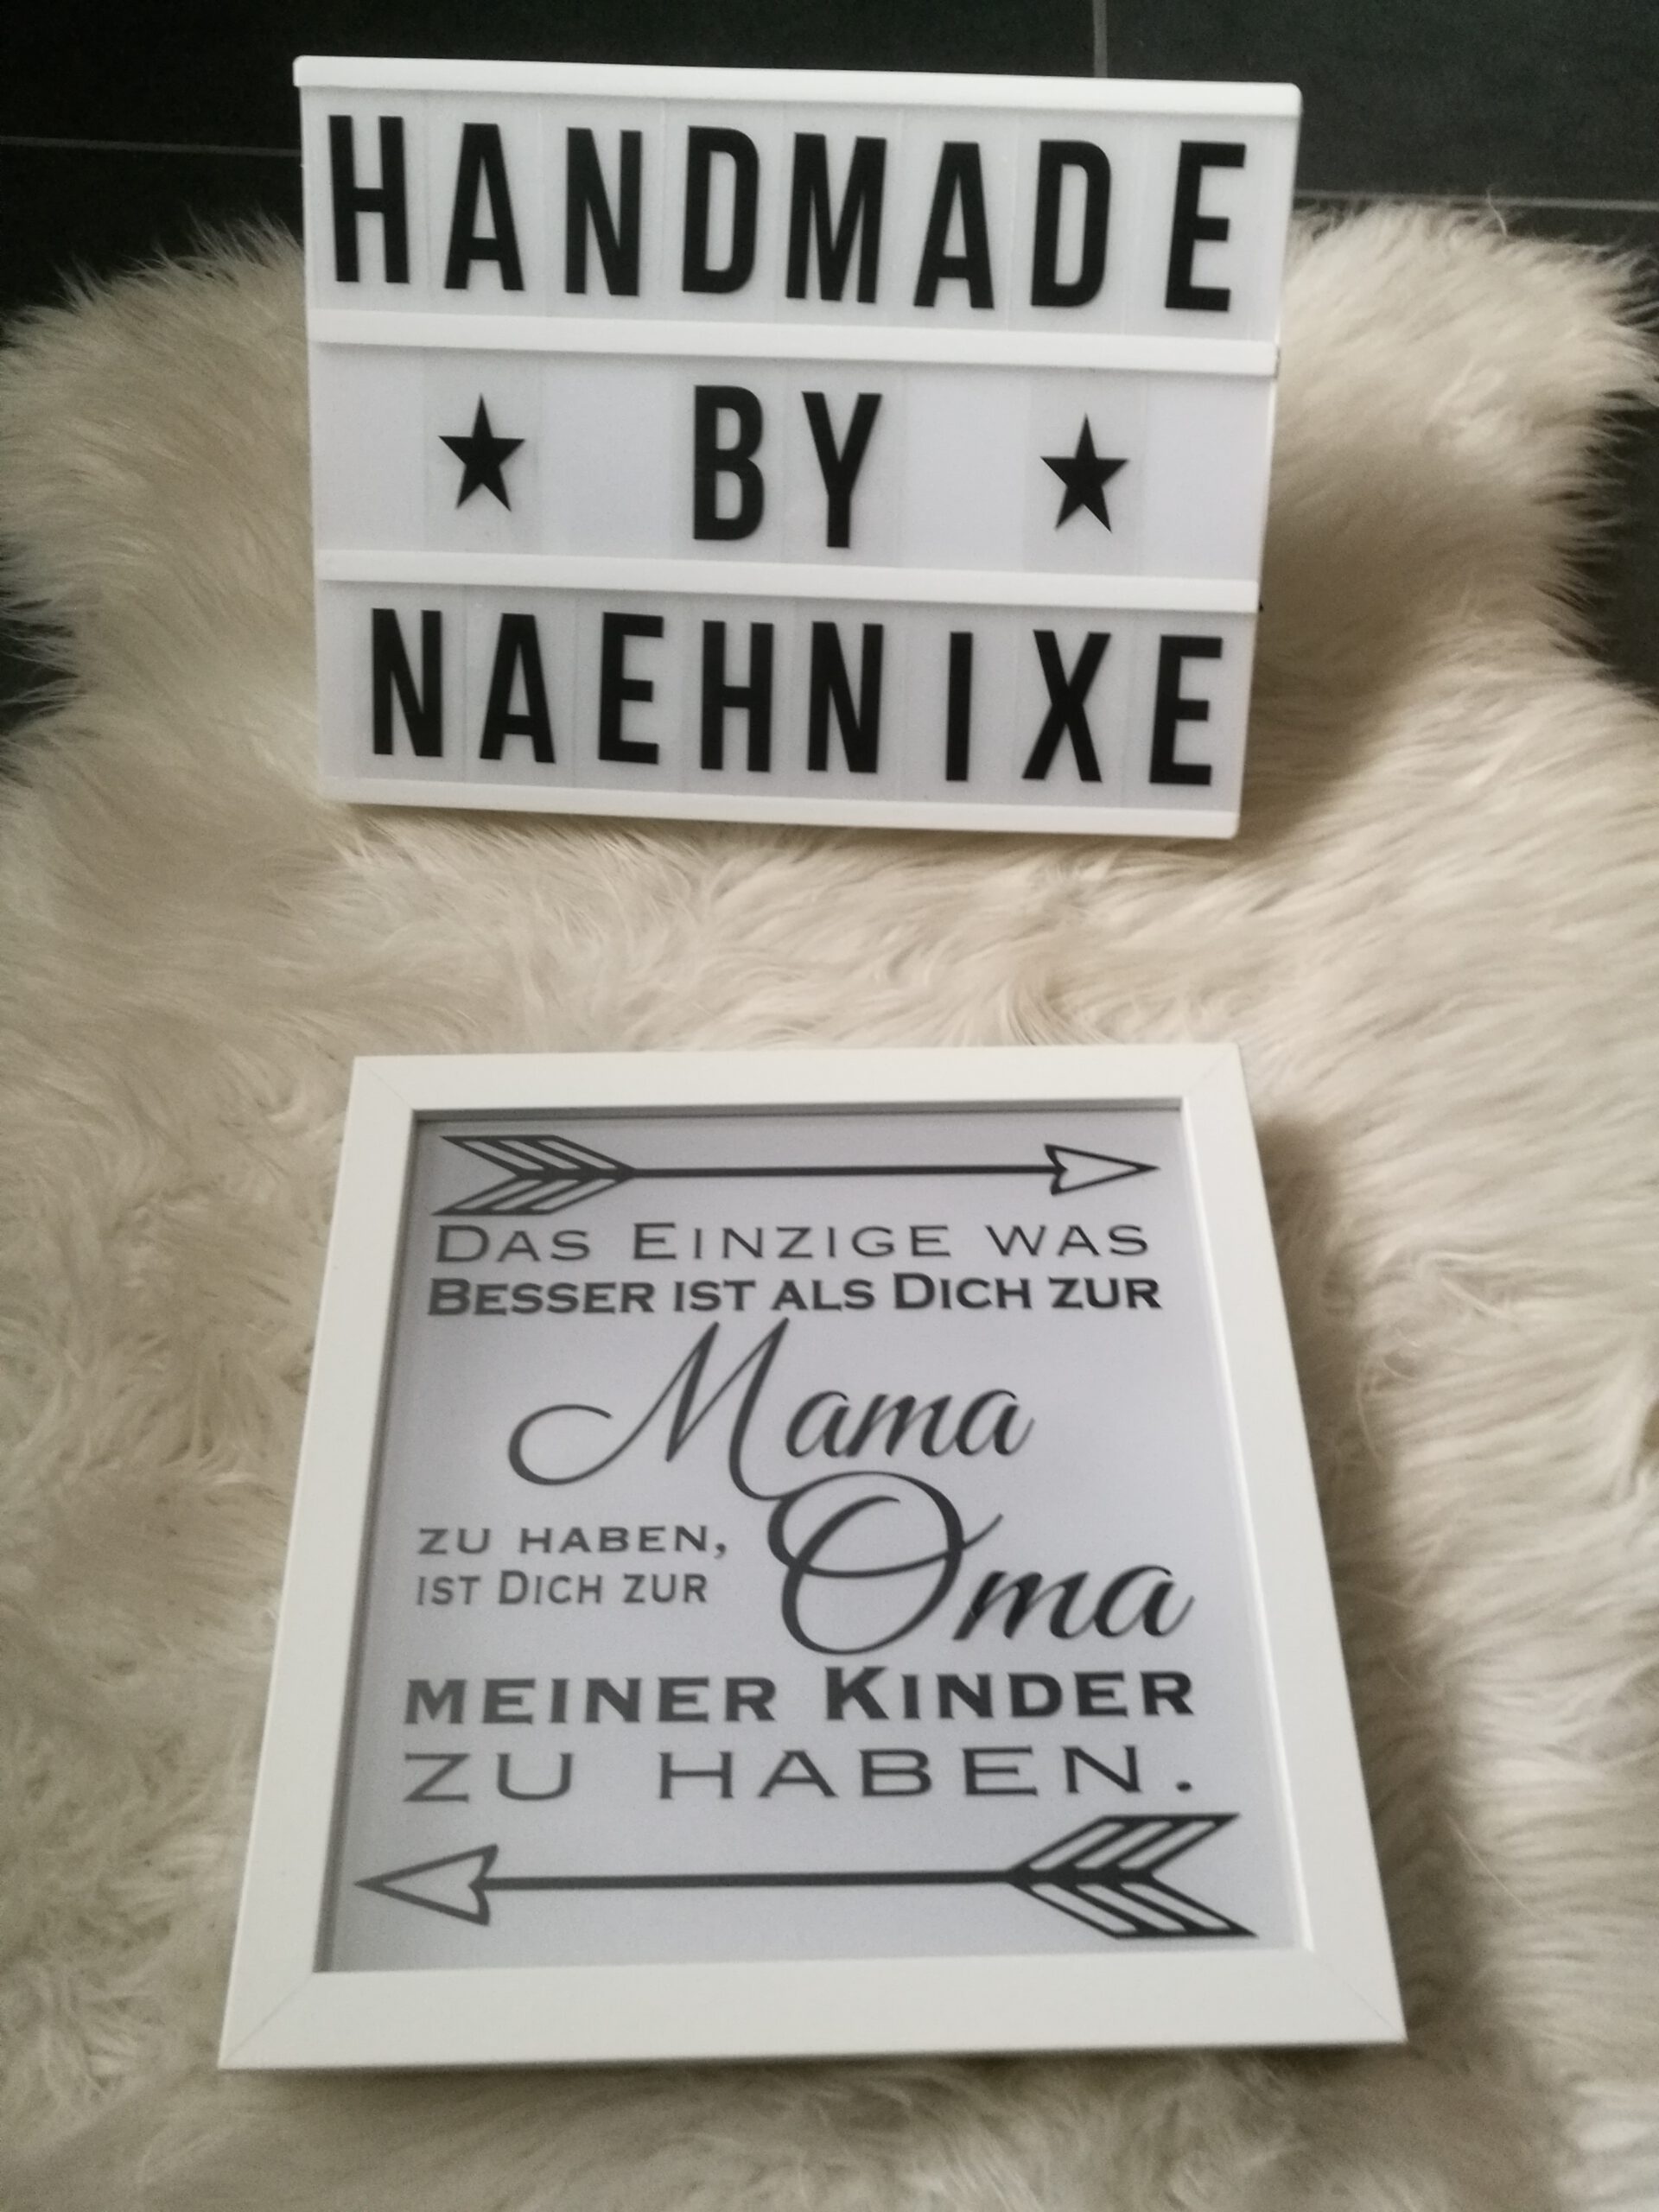 HANDMADE
★ BY ★
NAEHNIXE
DAS EINZIGE WAS
BESSER IST ALS DICH ZUR
Mama
ZU HABEN,
IST DICH ZUR
Oma
MEINER KINDER
ZU HABEN.